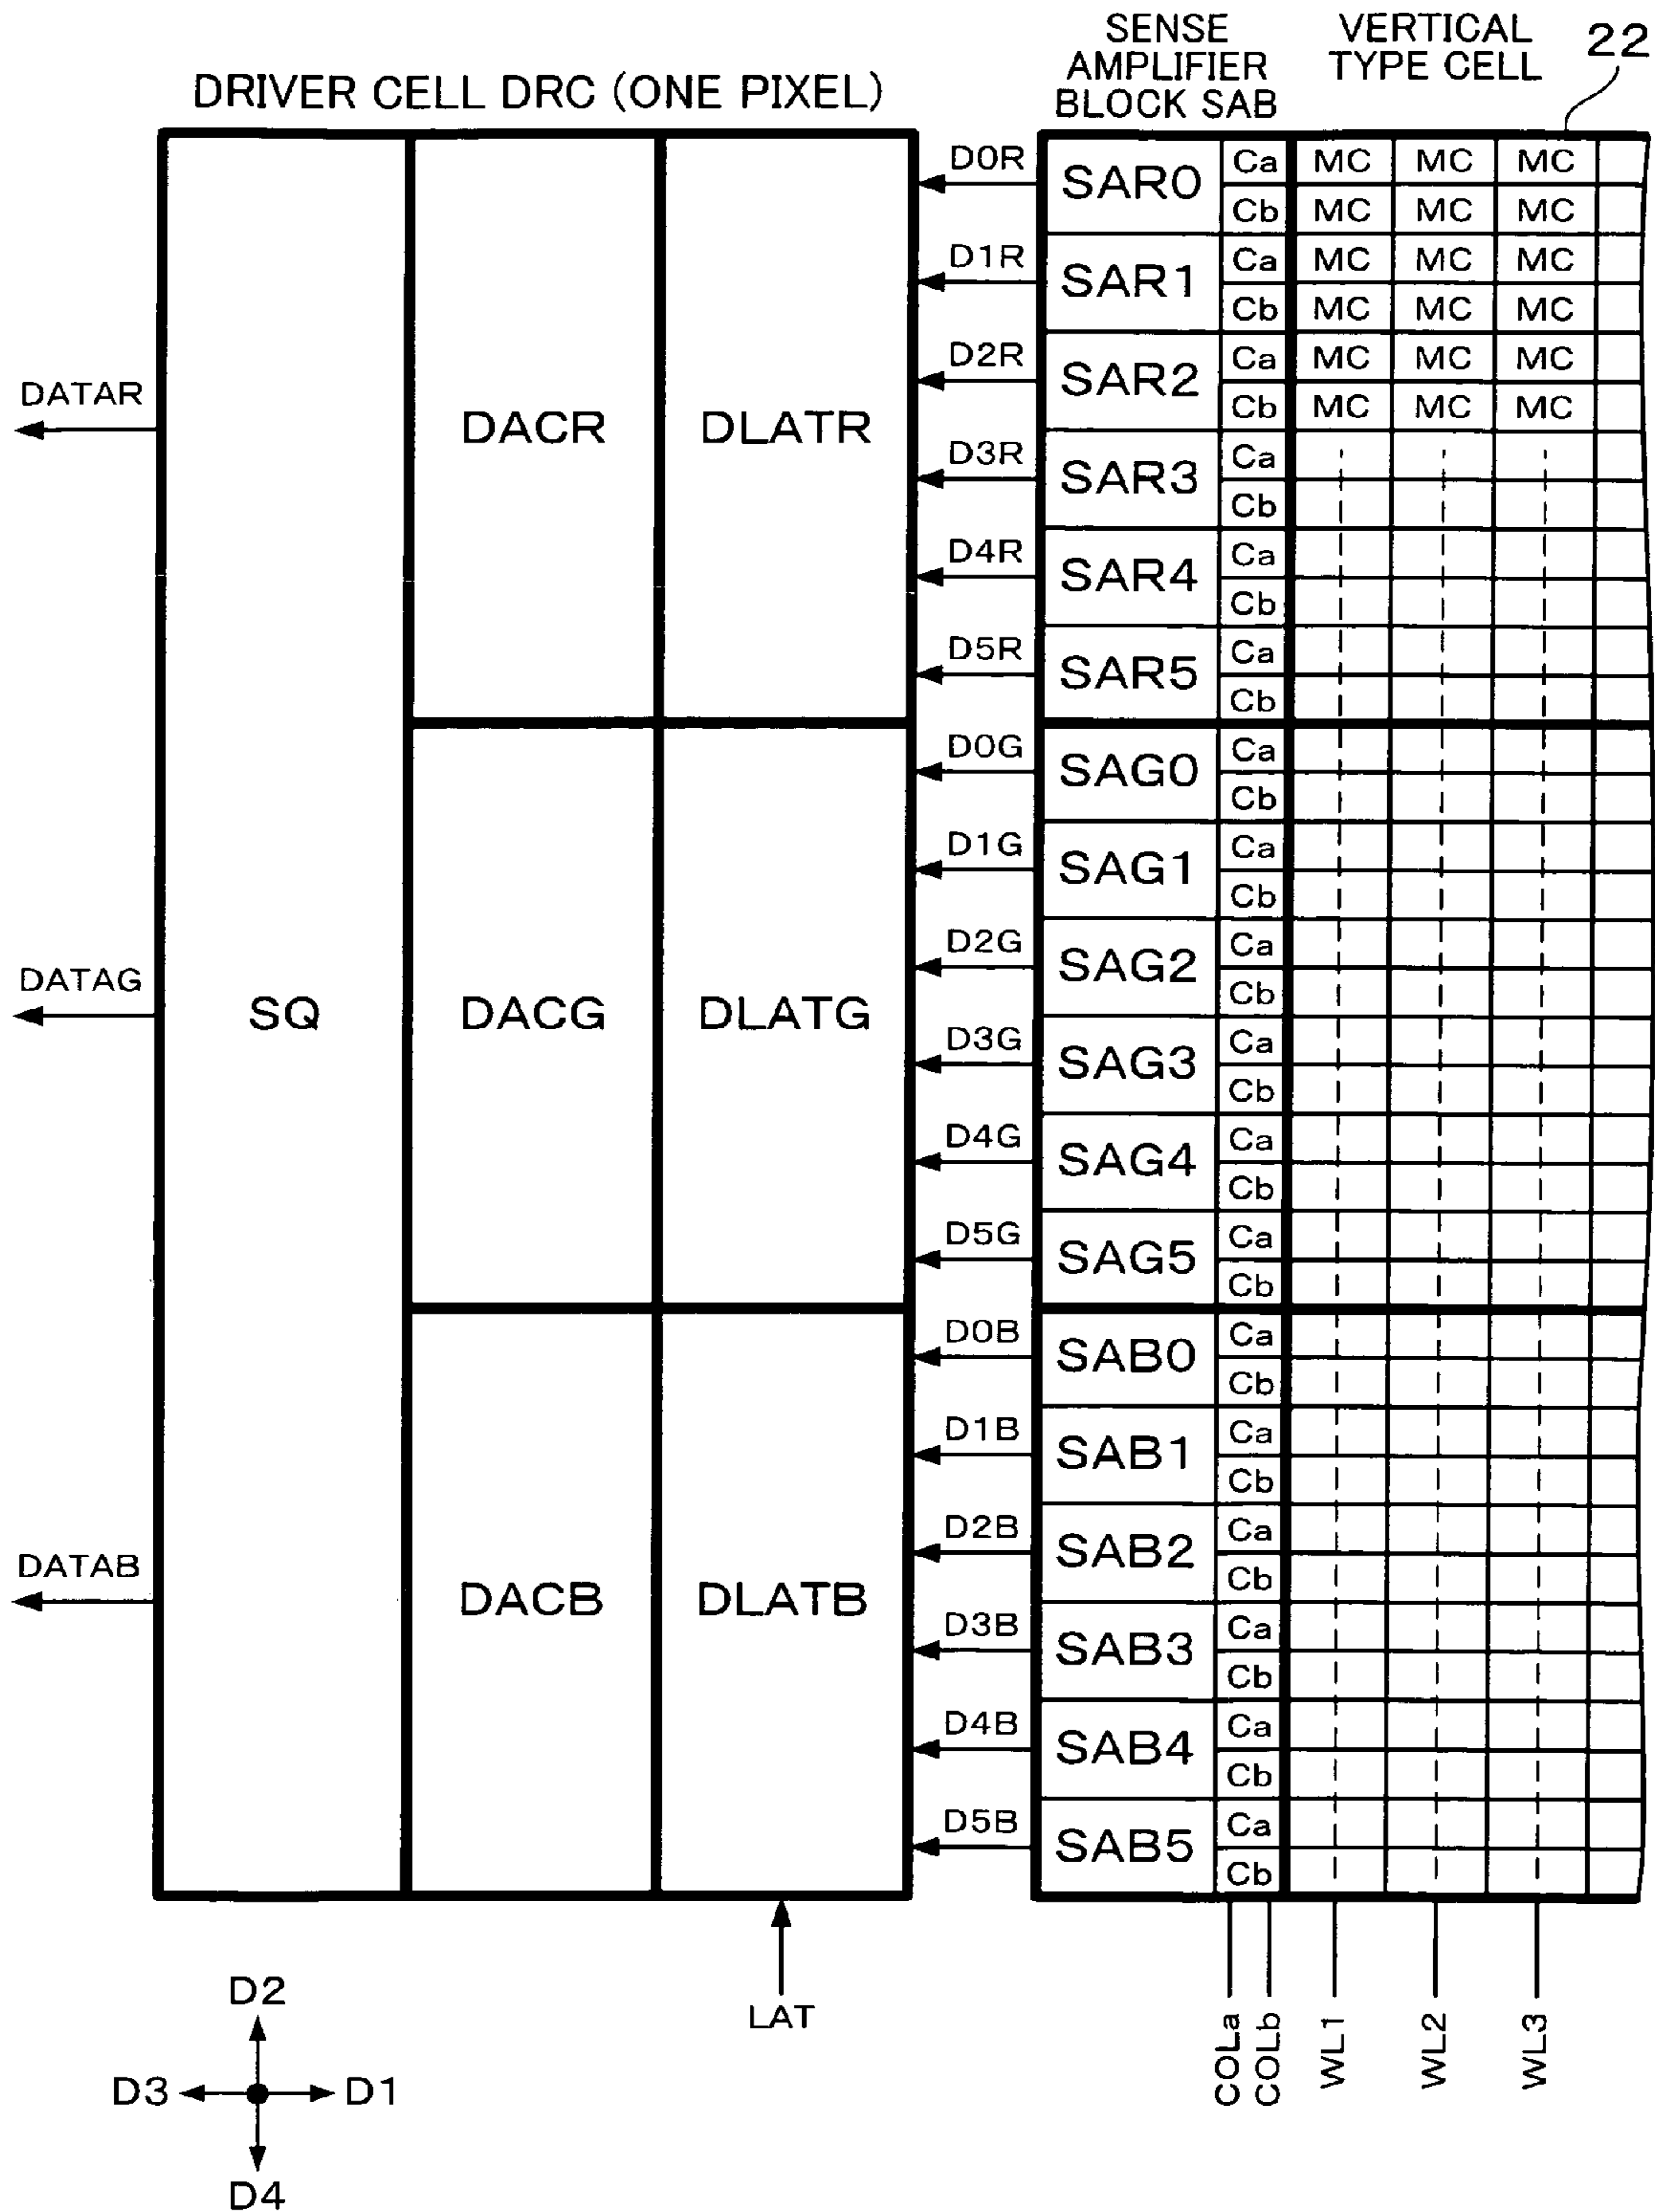 SENSE
AMPLIFIER
BLOCK SAB
VERTICAL
TYPE CELL
22
DRIVER CELL DRC (ONE PIXEL)
D0R
SAR0
Ca
MC
MC
MC
Cb
MC
MC
MC
D1R
SAR1
Ca
MC
MC
MC
Cb
MC
MC
MC
D2R
SAR2
Ca
MC
MC
MC
Cb
MC
MC
MC
DATAR
DACR
DLATR
D3R
SAR3
Ca
Cb
D4R
SAR4
Ca
Cb
D5R
SAR5
Ca
Cb
D0G
SAG0
Ca
Cb
D1G
SAG1
Ca
Cb
D2G
SAG2
Ca
Cb
DATAG
SQ
DACG
DLATG
D3G
SAG3
Ca
Cb
D4G
SAG4
Ca
Cb
D5G
SAG5
Ca
Cb
D0B
SAB0
Ca
Cb
D1B
SAB1
Ca
Cb
D2B
SAB2
Ca
Cb
DATAB
DACB
DLATB
D3B
SAB3
Ca
Cb
D4B
SAB4
Ca
Cb
D5B
SAB5
Ca
Cb
LAT
COLa
COLb
WL1
WL2
WL3
D2
D3
D1
D4